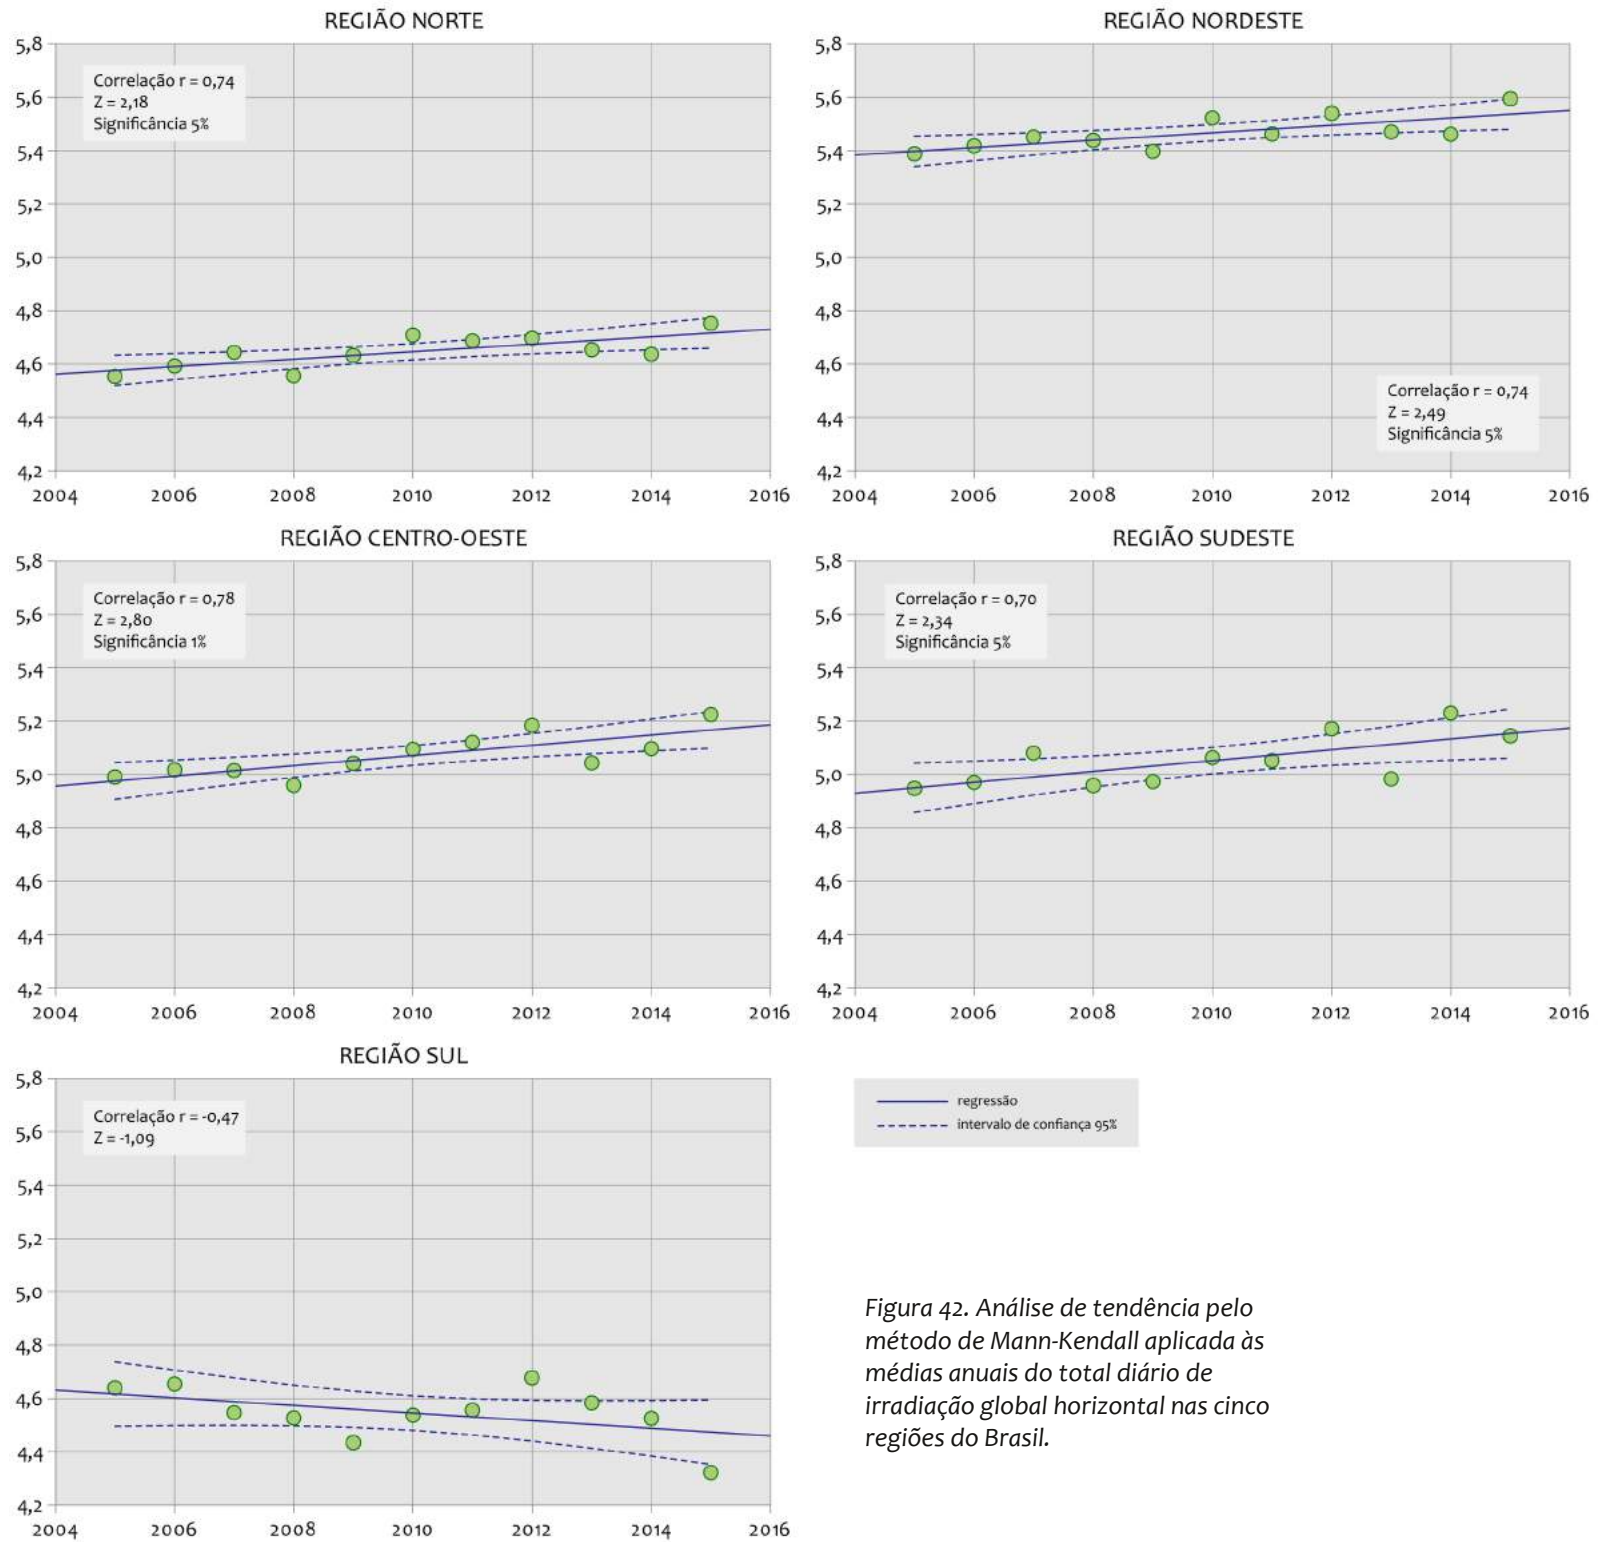 REGIÃO NORTE
5,8
5,6
5,4
5,2
5,0
4,8
4,6
4,4
4,2
Correlação r = 0,74
Z = 2,18
Significância 5%
2004 2006 2008 2010 2012 2014 2016
REGIÃO NORDESTE
5,8
5,6
5,4
5,2
5,0
4,8
4,6
4,4
4,2
Correlação r = 0,74
Z = 2,49
Significância 5%
2004 2006 2008 2010 2012 2014 2016
REGIÃO CENTRO-OESTE
5,8
5,6
5,4
5,2
5,0
4,8
4,6
4,4
4,2
Correlação r = 0,78
Z = 2,80
Significância 1%
2004 2006 2008 2010 2012 2014 2016
REGIÃO SUDESTE
5,8
5,6
5,4
5,2
5,0
4,8
4,6
4,4
4,2
Correlação r = 0,70
Z = 2,34
Significância 5%
2004 2006 2008 2010 2012 2014 2016
REGIÃO SUL
5,8
5,6
5,4
5,2
5,0
4,8
4,6
4,4
4,2
Correlação r = -0,47
Z = -1,09
2004 2006 2008 2010 2012 2014 2016
regressão
intervalo de confiança 95%
Figura 42. Análise de tendência pelo
método de Mann-Kendall aplicada às
médias anuais do total diário de
irradiação global horizontal nas cinco
regiões do Brasil.